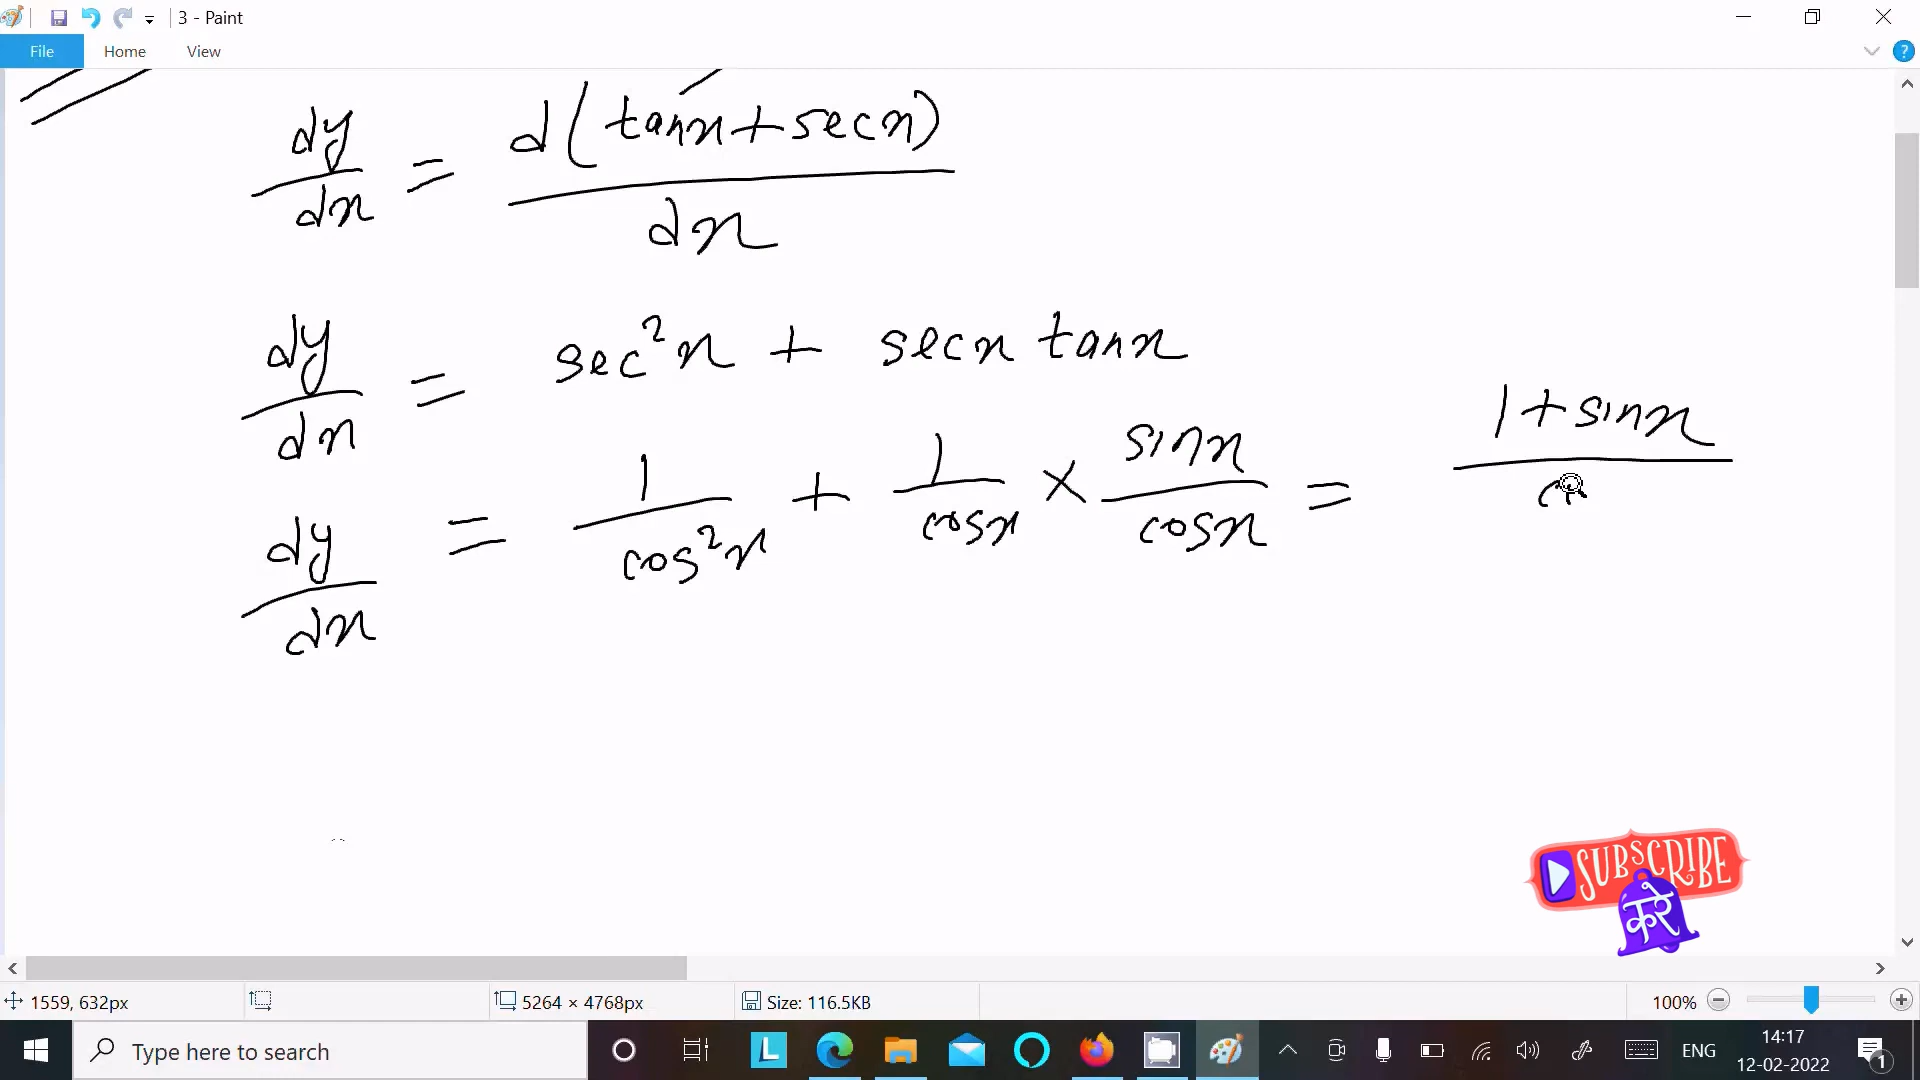 3 - Paint
File Home View
dy/dx = d(tanx+secx)/dx
dy/dx = sec²x + secx tanx
dy/dx = 1/cos²x + 1/cosx × sinx/cosx = 1+sinx/
SUBSCRIBE
करे
1559, 632px 5264 × 4768px Size: 116.5KB 100%
Type here to search L ENG 14:17
12-02-2022 1